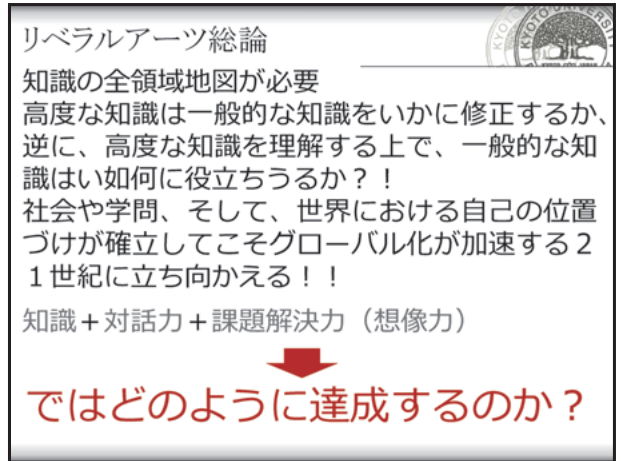 リベラルアーツ総論
KYOTO UNIVERSITY
知識の全領域地図が必要
高度な知識は一般的な知識をいかに修正するか、
逆に、高度な知識を理解する上で、一般的な知
識はい如何に役立ちうるか？！
社会や学問、そして、世界における自己の位置
づけが確立してこそグローバル化が加速する２
１世紀に立ち向かえる！！
知識＋対話力＋課題解決力（想像力）
ではどのように達成するのか？